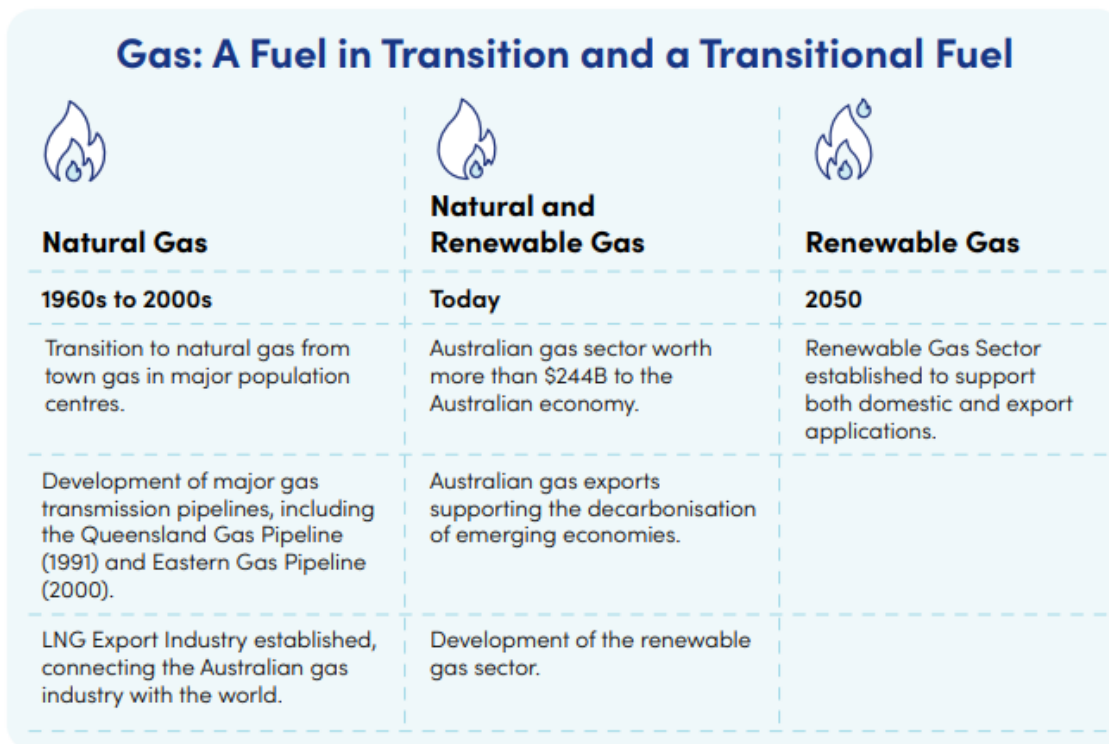 Gas: A Fuel in Transition and a Transitional Fuel
Natural Gas
Natural and
Renewable Gas
Renewable Gas
1960s to 2000s
Today
2050
Transition to natural gas from
town gas in major population
centres.
Australian gas sector worth
more than $244B to the
Australian economy.
Renewable Gas Sector
established to support
both domestic and export
applications.
Development of major gas
transmission pipelines, including
the Queensland Gas Pipeline
(1991) and Eastern Gas Pipeline
(2000).
Australian gas exports
supporting the decarbonisation
of emerging economies.
LNG Export Industry established,
connecting the Australian gas
industry with the world.
Development of the renewable
gas sector.